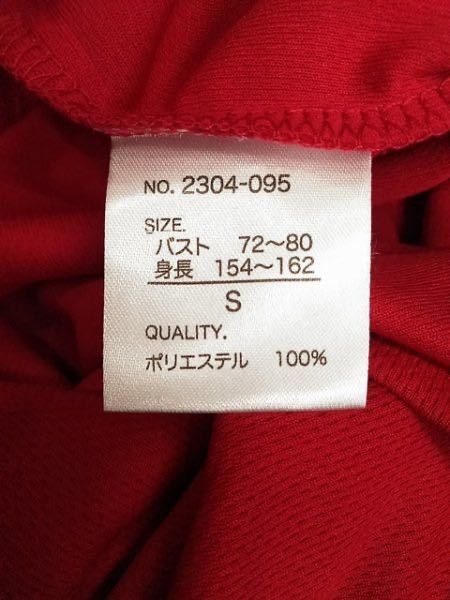 NO. 2304-095
SIZE.
バスト 72〜80
身長 154〜162
S
QUALITY.
ポリエステル 100%